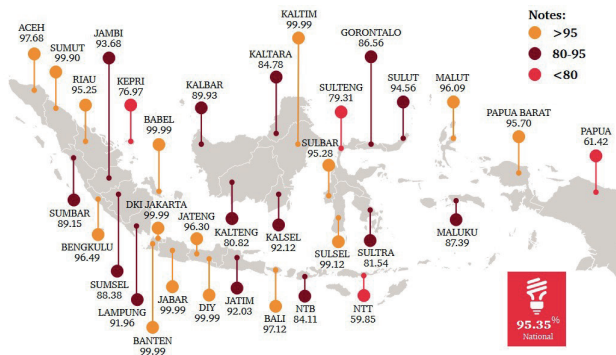 Notes:
>95
80-95
<80
ACEH
97.68
SUMUT
99.90
RIAU
95.25
JAMBI
93.68
KEPRI
76.97
BABEL
99.99
KALBAR
89.93
KALTARA
84.78
KALTIM
99.99
SULTENG
79.31
GORONTALO
86.56
SULUT
94.56
MALUT
96.09
PAPUA BARAT
95.70
PAPUA
61.42
SULBAR
95.28
SUMBAR
89.15
BENGKULU
96.49
SUMSEL
88.38
LAMPUNG
91.96
BANTEN
99.99
DKI JAKARTA
99.99
JATENG
96.30
JABAR
99.99
DIY
99.99
JATIM
92.03
KALTENG
80.82
KALSEL
92.12
BALI
97.12
NTB
84.11
SULSEL
99.12
SULTRA
81.54
NTT
59.85
MALUKU
87.39
95.35%
National